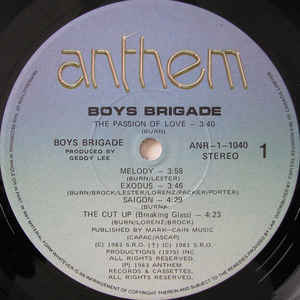 anthem
BOYS BRIGADE
THE PASSION OF LOVE – 3:40
(BURN)
BOYS BRIGADE
PRODUCED BY
GEDDY LEE
ANR-1-1040
STEREO
1
MELODY – 3:58
(BURN/LESTER)
EXODUS – 3:46
(BURN/BROCK/LESTER/LORENZ/PACKER/PORTER)
SAIGON – 4:29
(BURN)
THE CUT UP (Breaking Glass) – 4:23
(BURN/LORENZ/BROCK)
PUBLISHED BY MARK-CAIN MUSIC
(CAPAC/ASCAP)
(C) 1983 S.R.O. (T) (C) 1981 S.R.O.
PRODUCTIONS (1975) INC
ALL RIGHTS RESERVED.
(P) 1983 ANTHEM
RECORDS & CASSETTES.
ALL RIGHTS RESERVED.